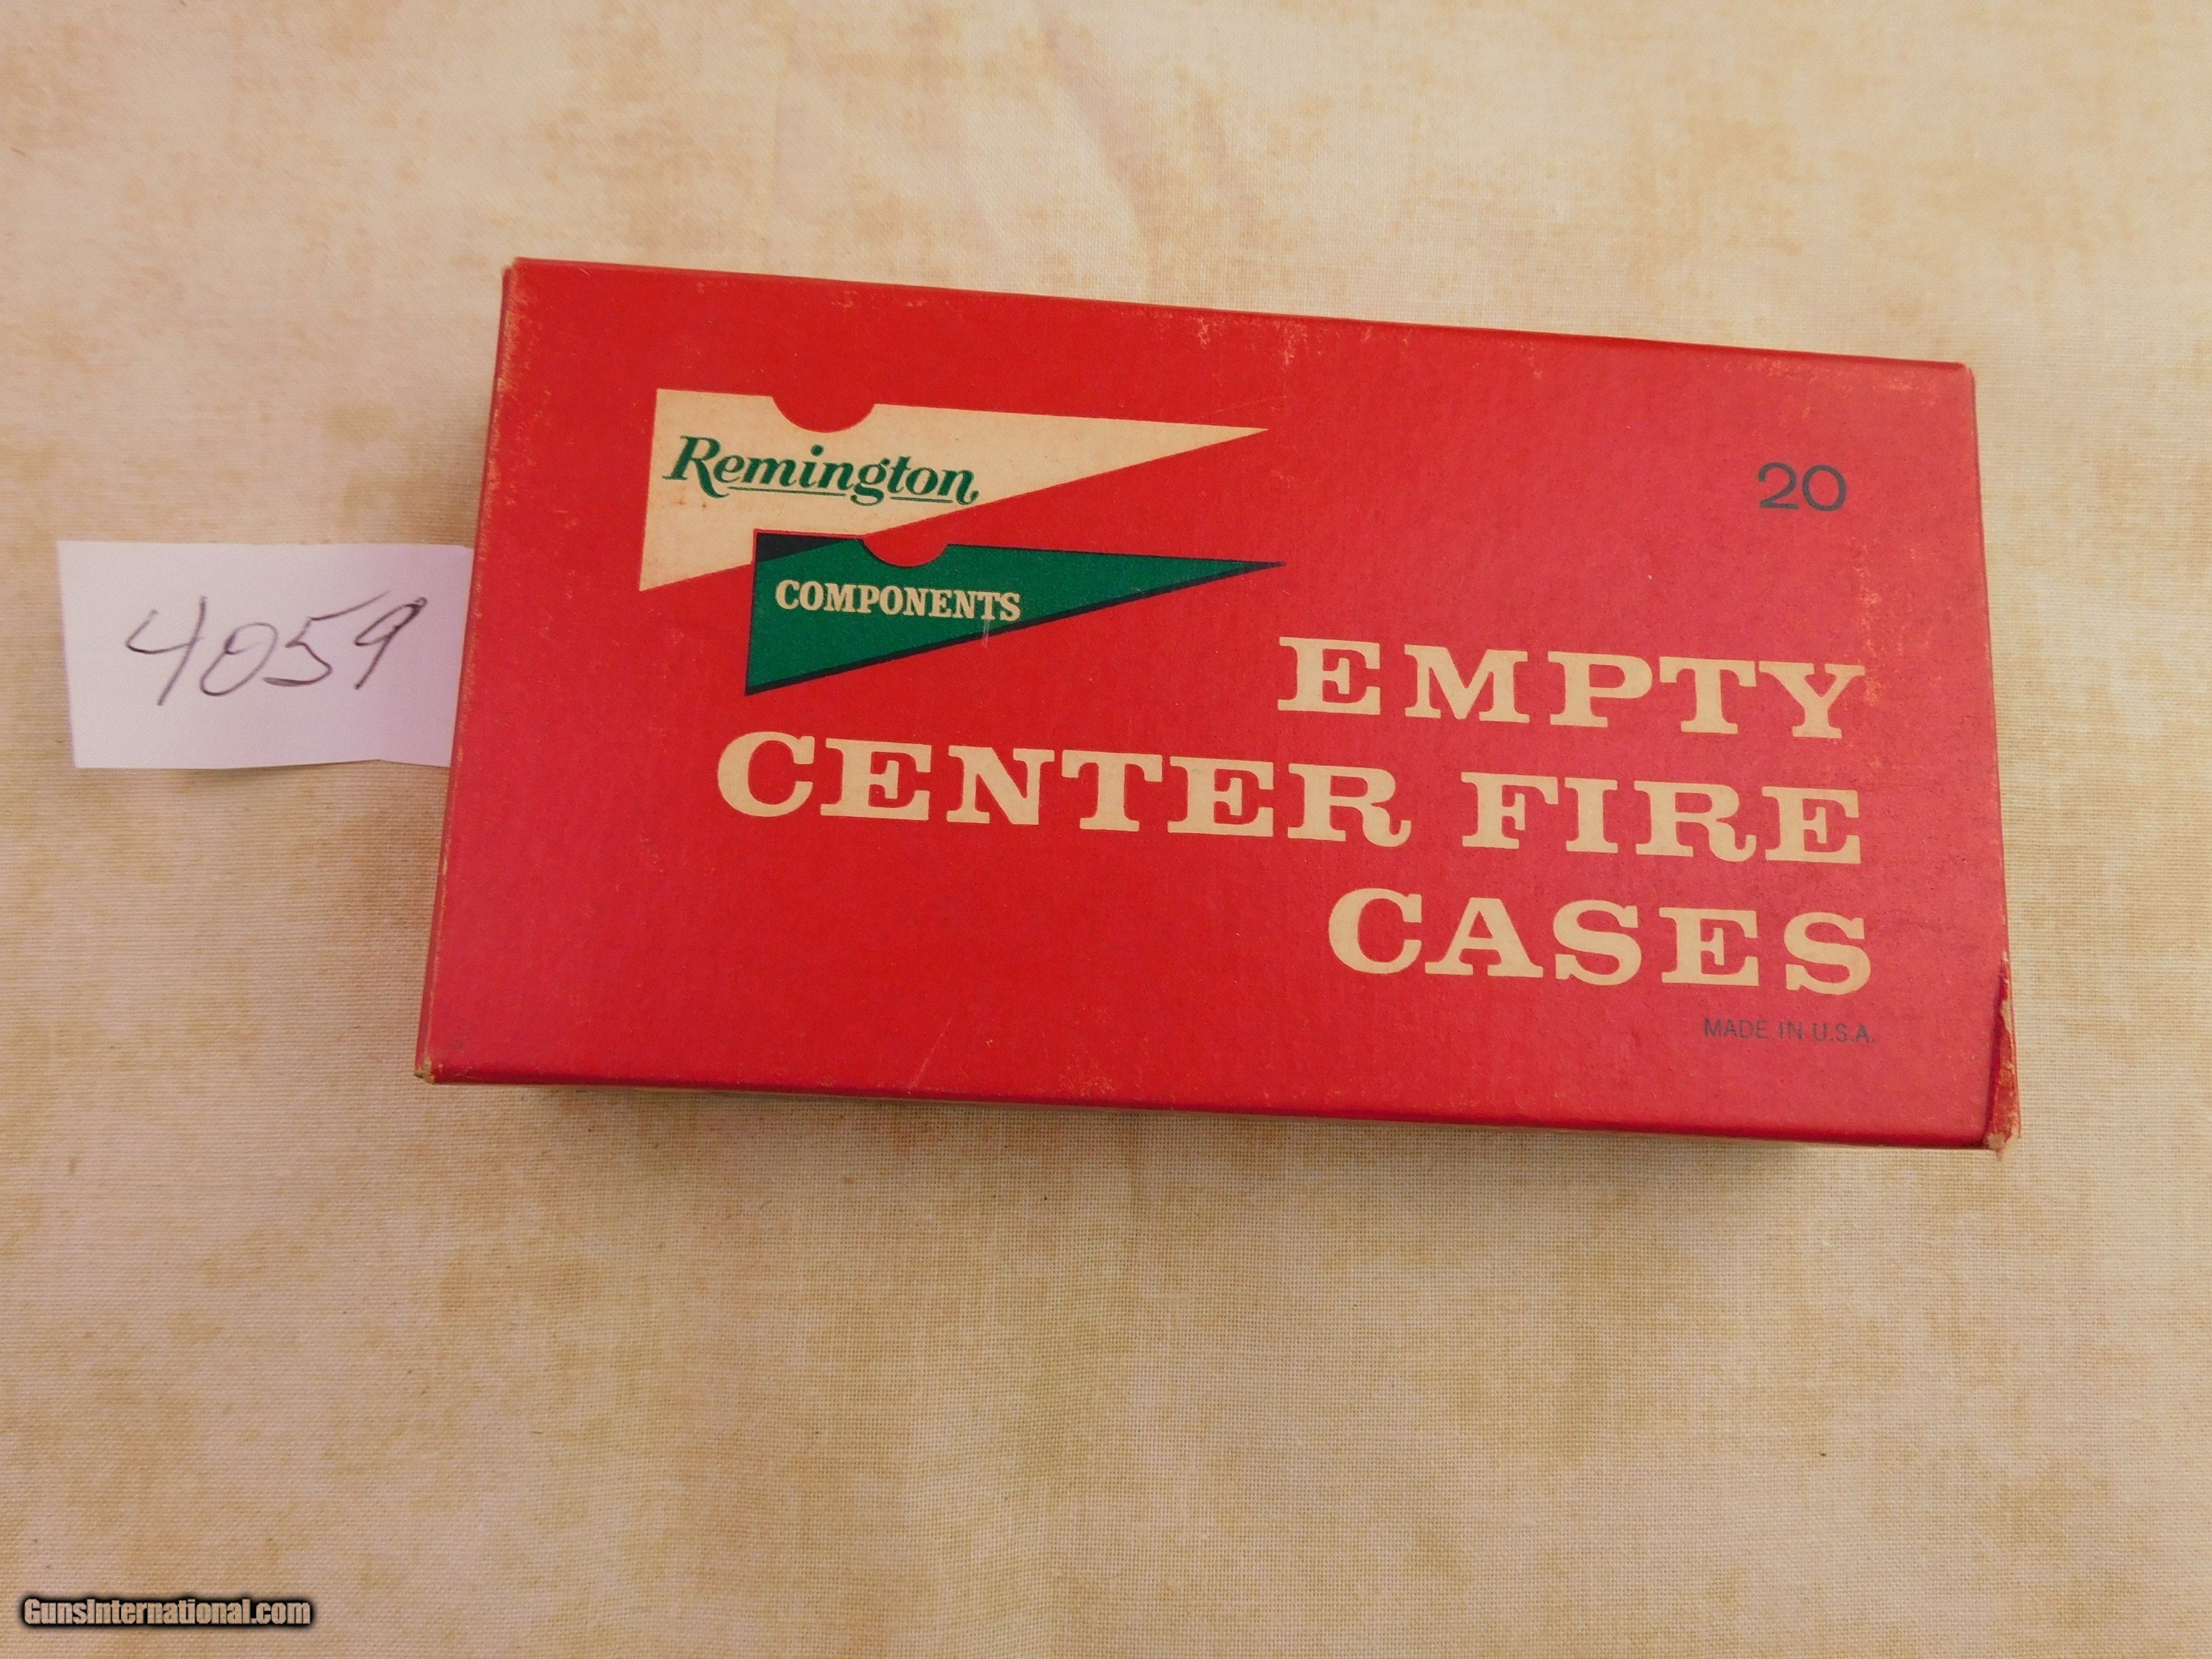 Remington
COMPONENTS
20
EMPTY
CENTER FIRE
CASES
MADE IN U.S.A.
4059
GunsInternational.com